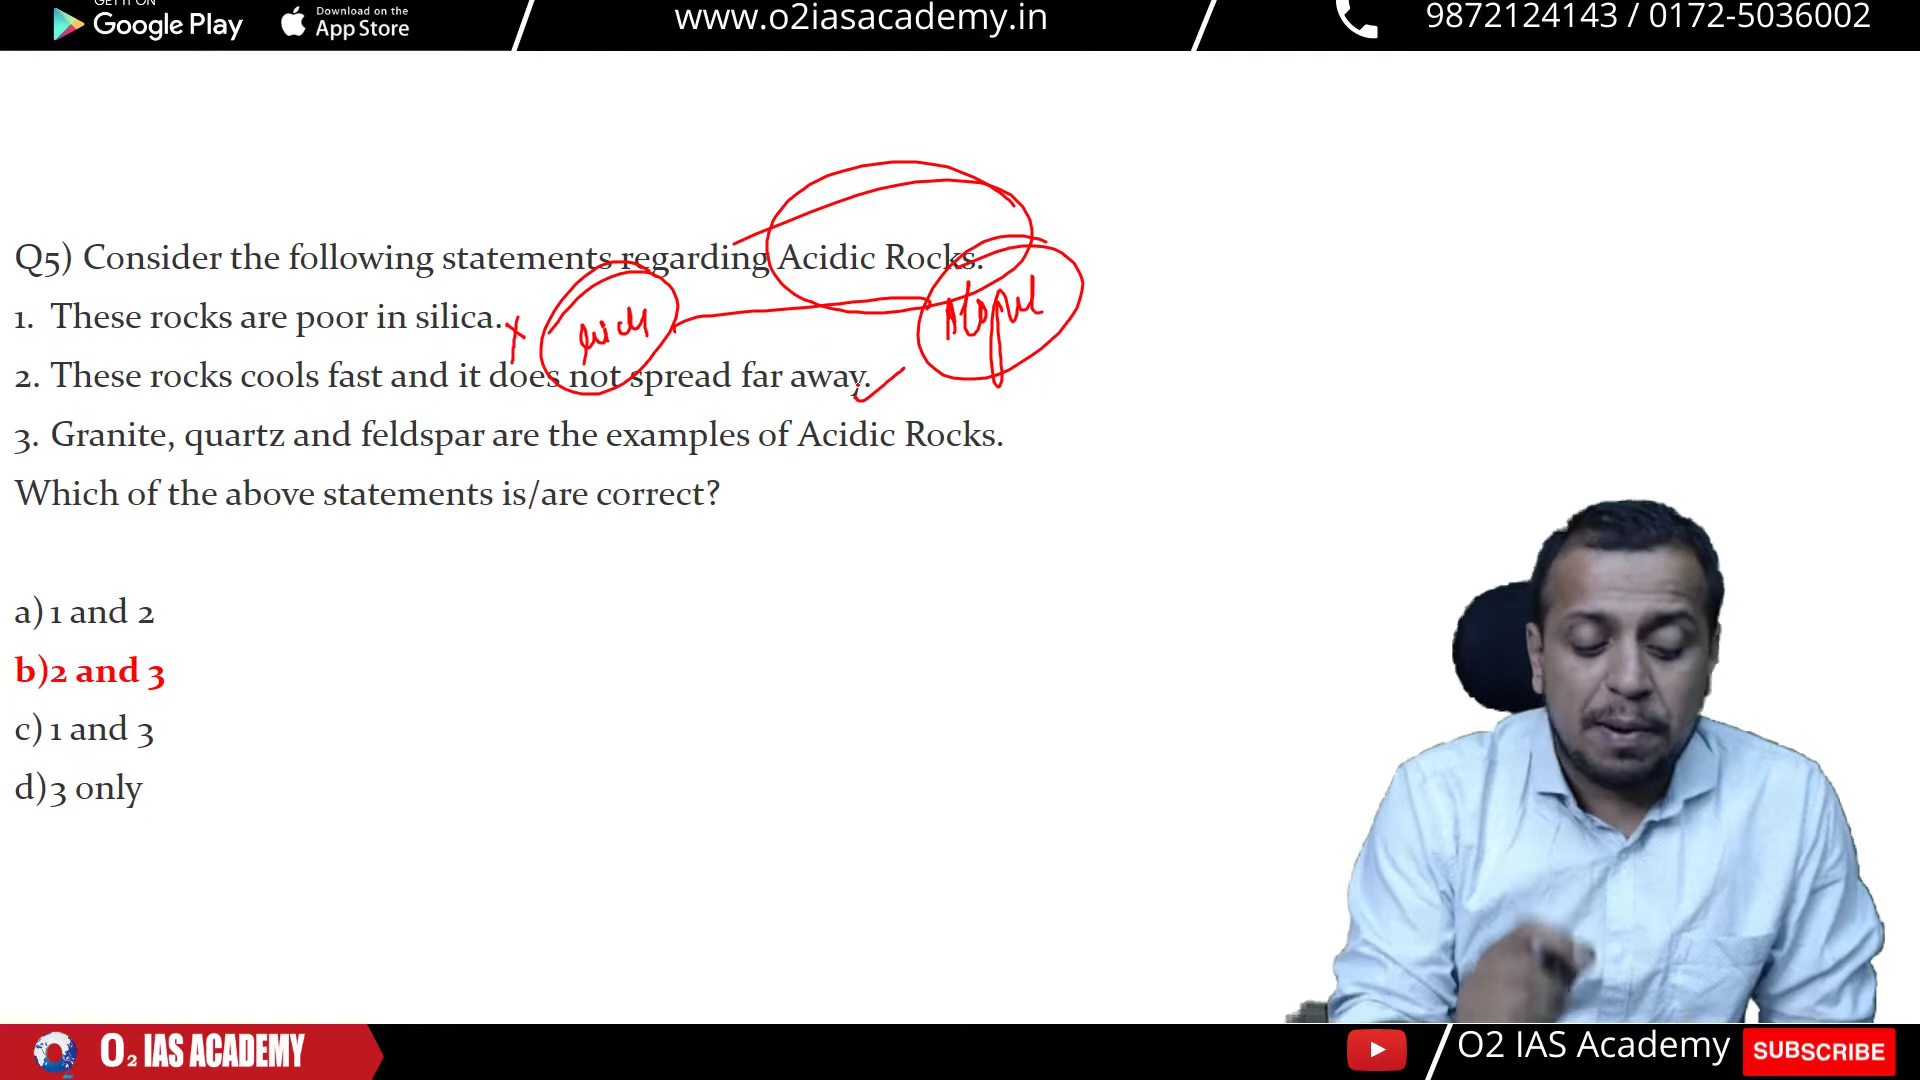 GET IT ON
Google Play
Download on the
App Store
www.o2iasacademy.in
9872124143 / 0172-5036002
Q5) Consider the following statements regarding Acidic Rocks.
1. These rocks are poor in silica. x rich
2. These rocks cools fast and it does not spread far away.
3. Granite, quartz and feldspar are the examples of Acidic Rocks.
Which of the above statements is/are correct?
a) 1 and 2
b)2 and 3
c) 1 and 3
d)3 only
O2 IAS ACADEMY
O2 IAS Academy
SUBSCRIBE